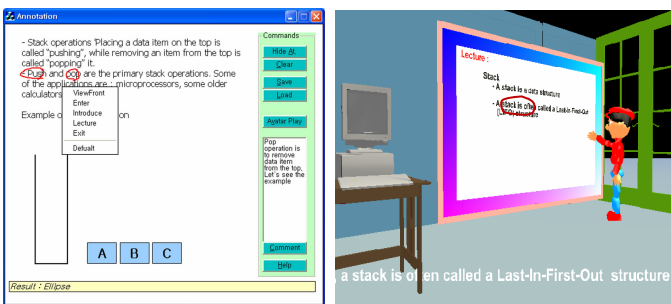 Annotation
- Stack operations 'Placing a data item on the top is
called "pushing", while removing an item from the top is
called "popping" it.
- Push and pop are the primary stack operations. Some
of the applications are : microprocessors, some older
calculators
Example o on
ViewFront
Enter
Introduce
Lecture
Exit
Defualt
A B C
Result : Ellipse
Commands
Hide AL
Clear
Save
Load
Avatar Play
Pop
operation is
to remove
data item
from the top,
Let's see the
example
Comment
Help
Lecture :
Stack
- A stack is a data structure
- A stack is often called a Last-In-First-Out
(LIFO) structure
a stack is often called a Last-In-First-Out structure